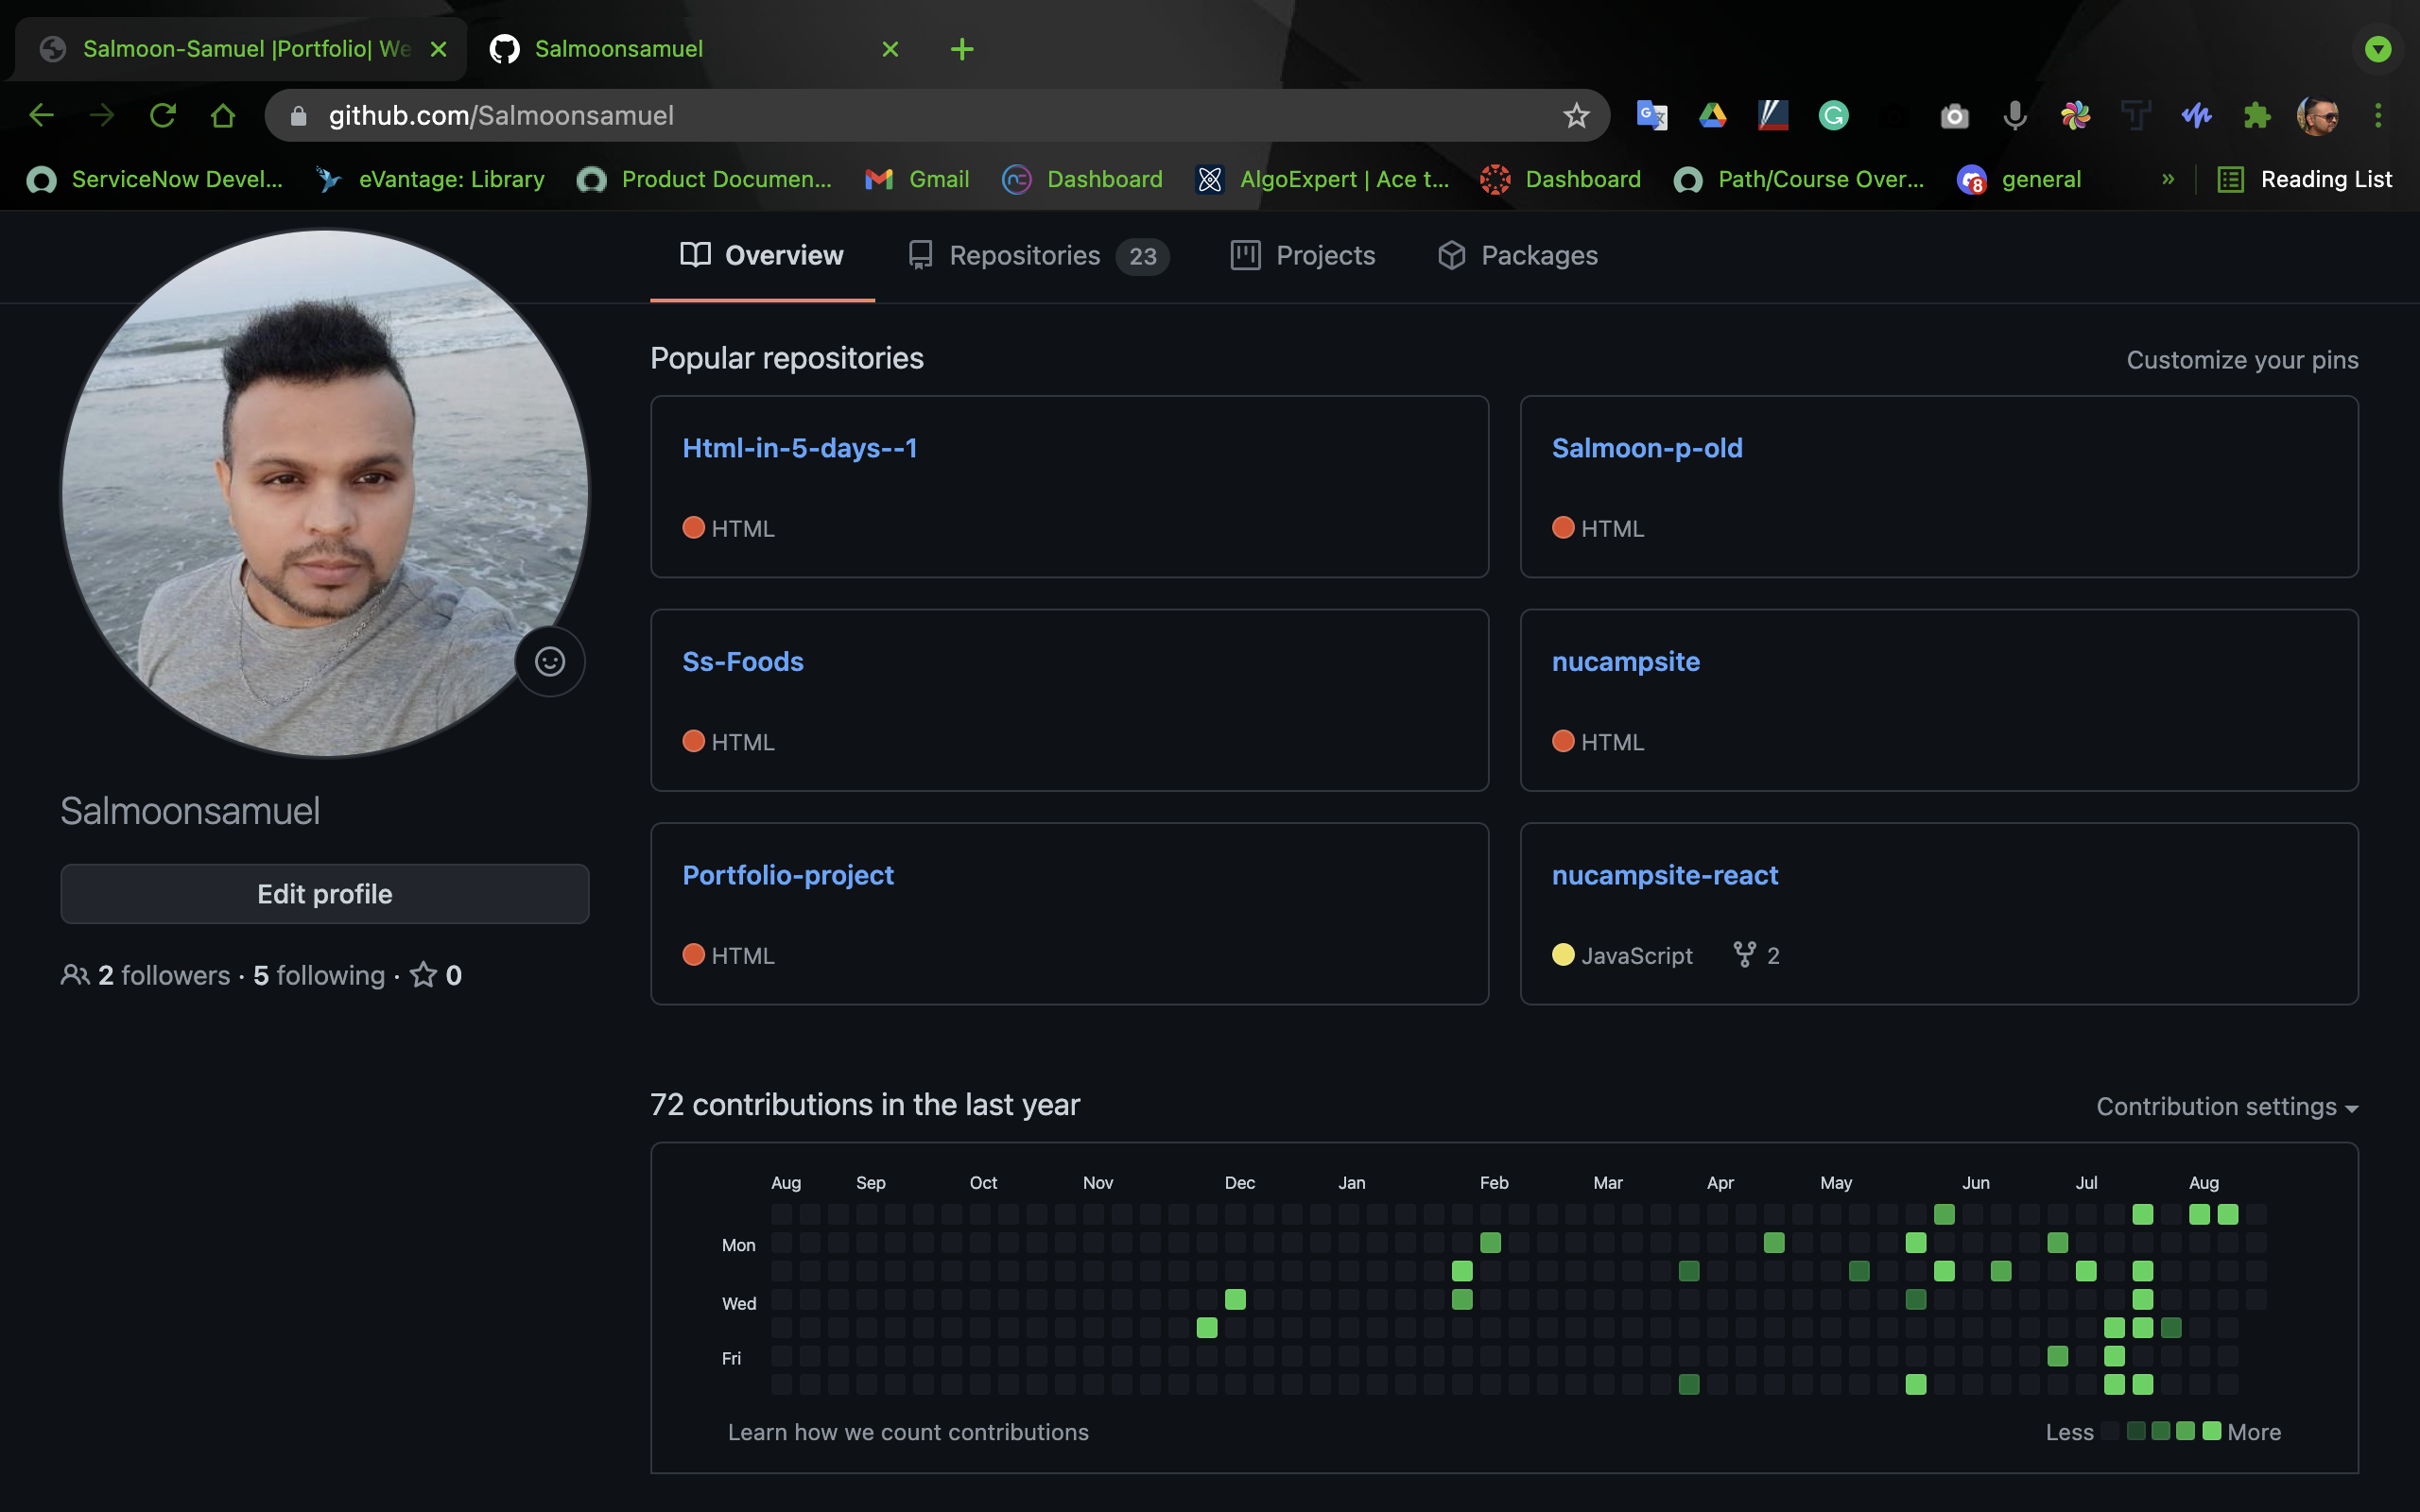 Salmoon-Samuel |Portfolio| We
Salmoonsamuel
github.com/Salmoonsamuel
ServiceNow Devel...
eVantage: Library
Product Documen...
Gmail
Dashboard
AlgoExpert | Ace t...
Dashboard
Path/Course Over...
8
general
»
Reading List
Overview
Repositories 23
Projects
Packages
Salmoonsamuel
Edit profile
2 followers · 5 following · 0
Popular repositories
Customize your pins
Html-in-5-days--1
HTML
Salmoon-p-old
HTML
Ss-Foods
HTML
nucampsite
HTML
Portfolio-project
HTML
nucampsite-react
JavaScript 2
72 contributions in the last year
Contribution settings
Aug Sep Oct Nov Dec Jan Feb Mar Apr May Jun Jul Aug
Mon
Wed
Fri
Learn how we count contributions
Less More